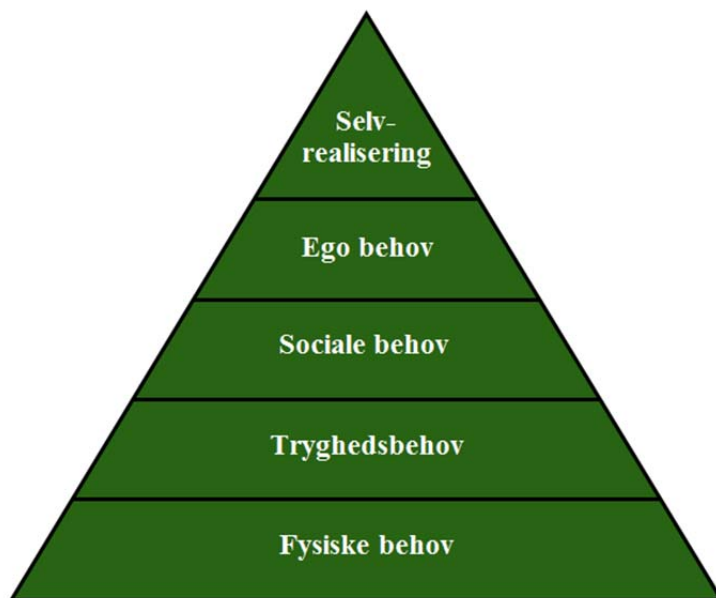 Selv-
realisering
Ego behov
Sociale behov
Tryghedsbehov
Fysiske behov